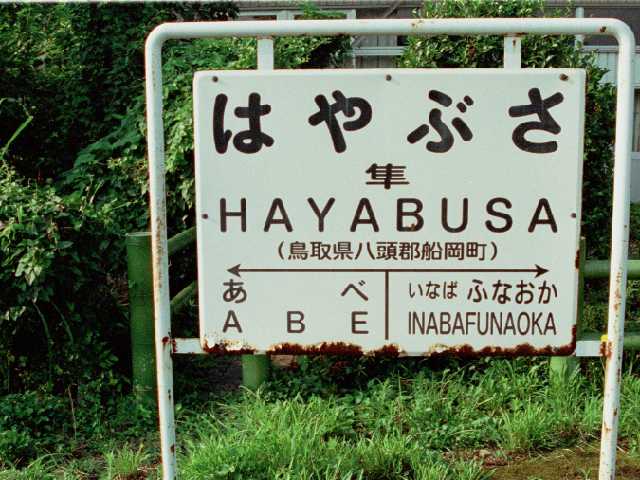 はやぶさ
隼
HAYABUSA
（鳥取県八頭郡船岡町）
あべ いなば ふなおか
ABE INABAFUNAOKA